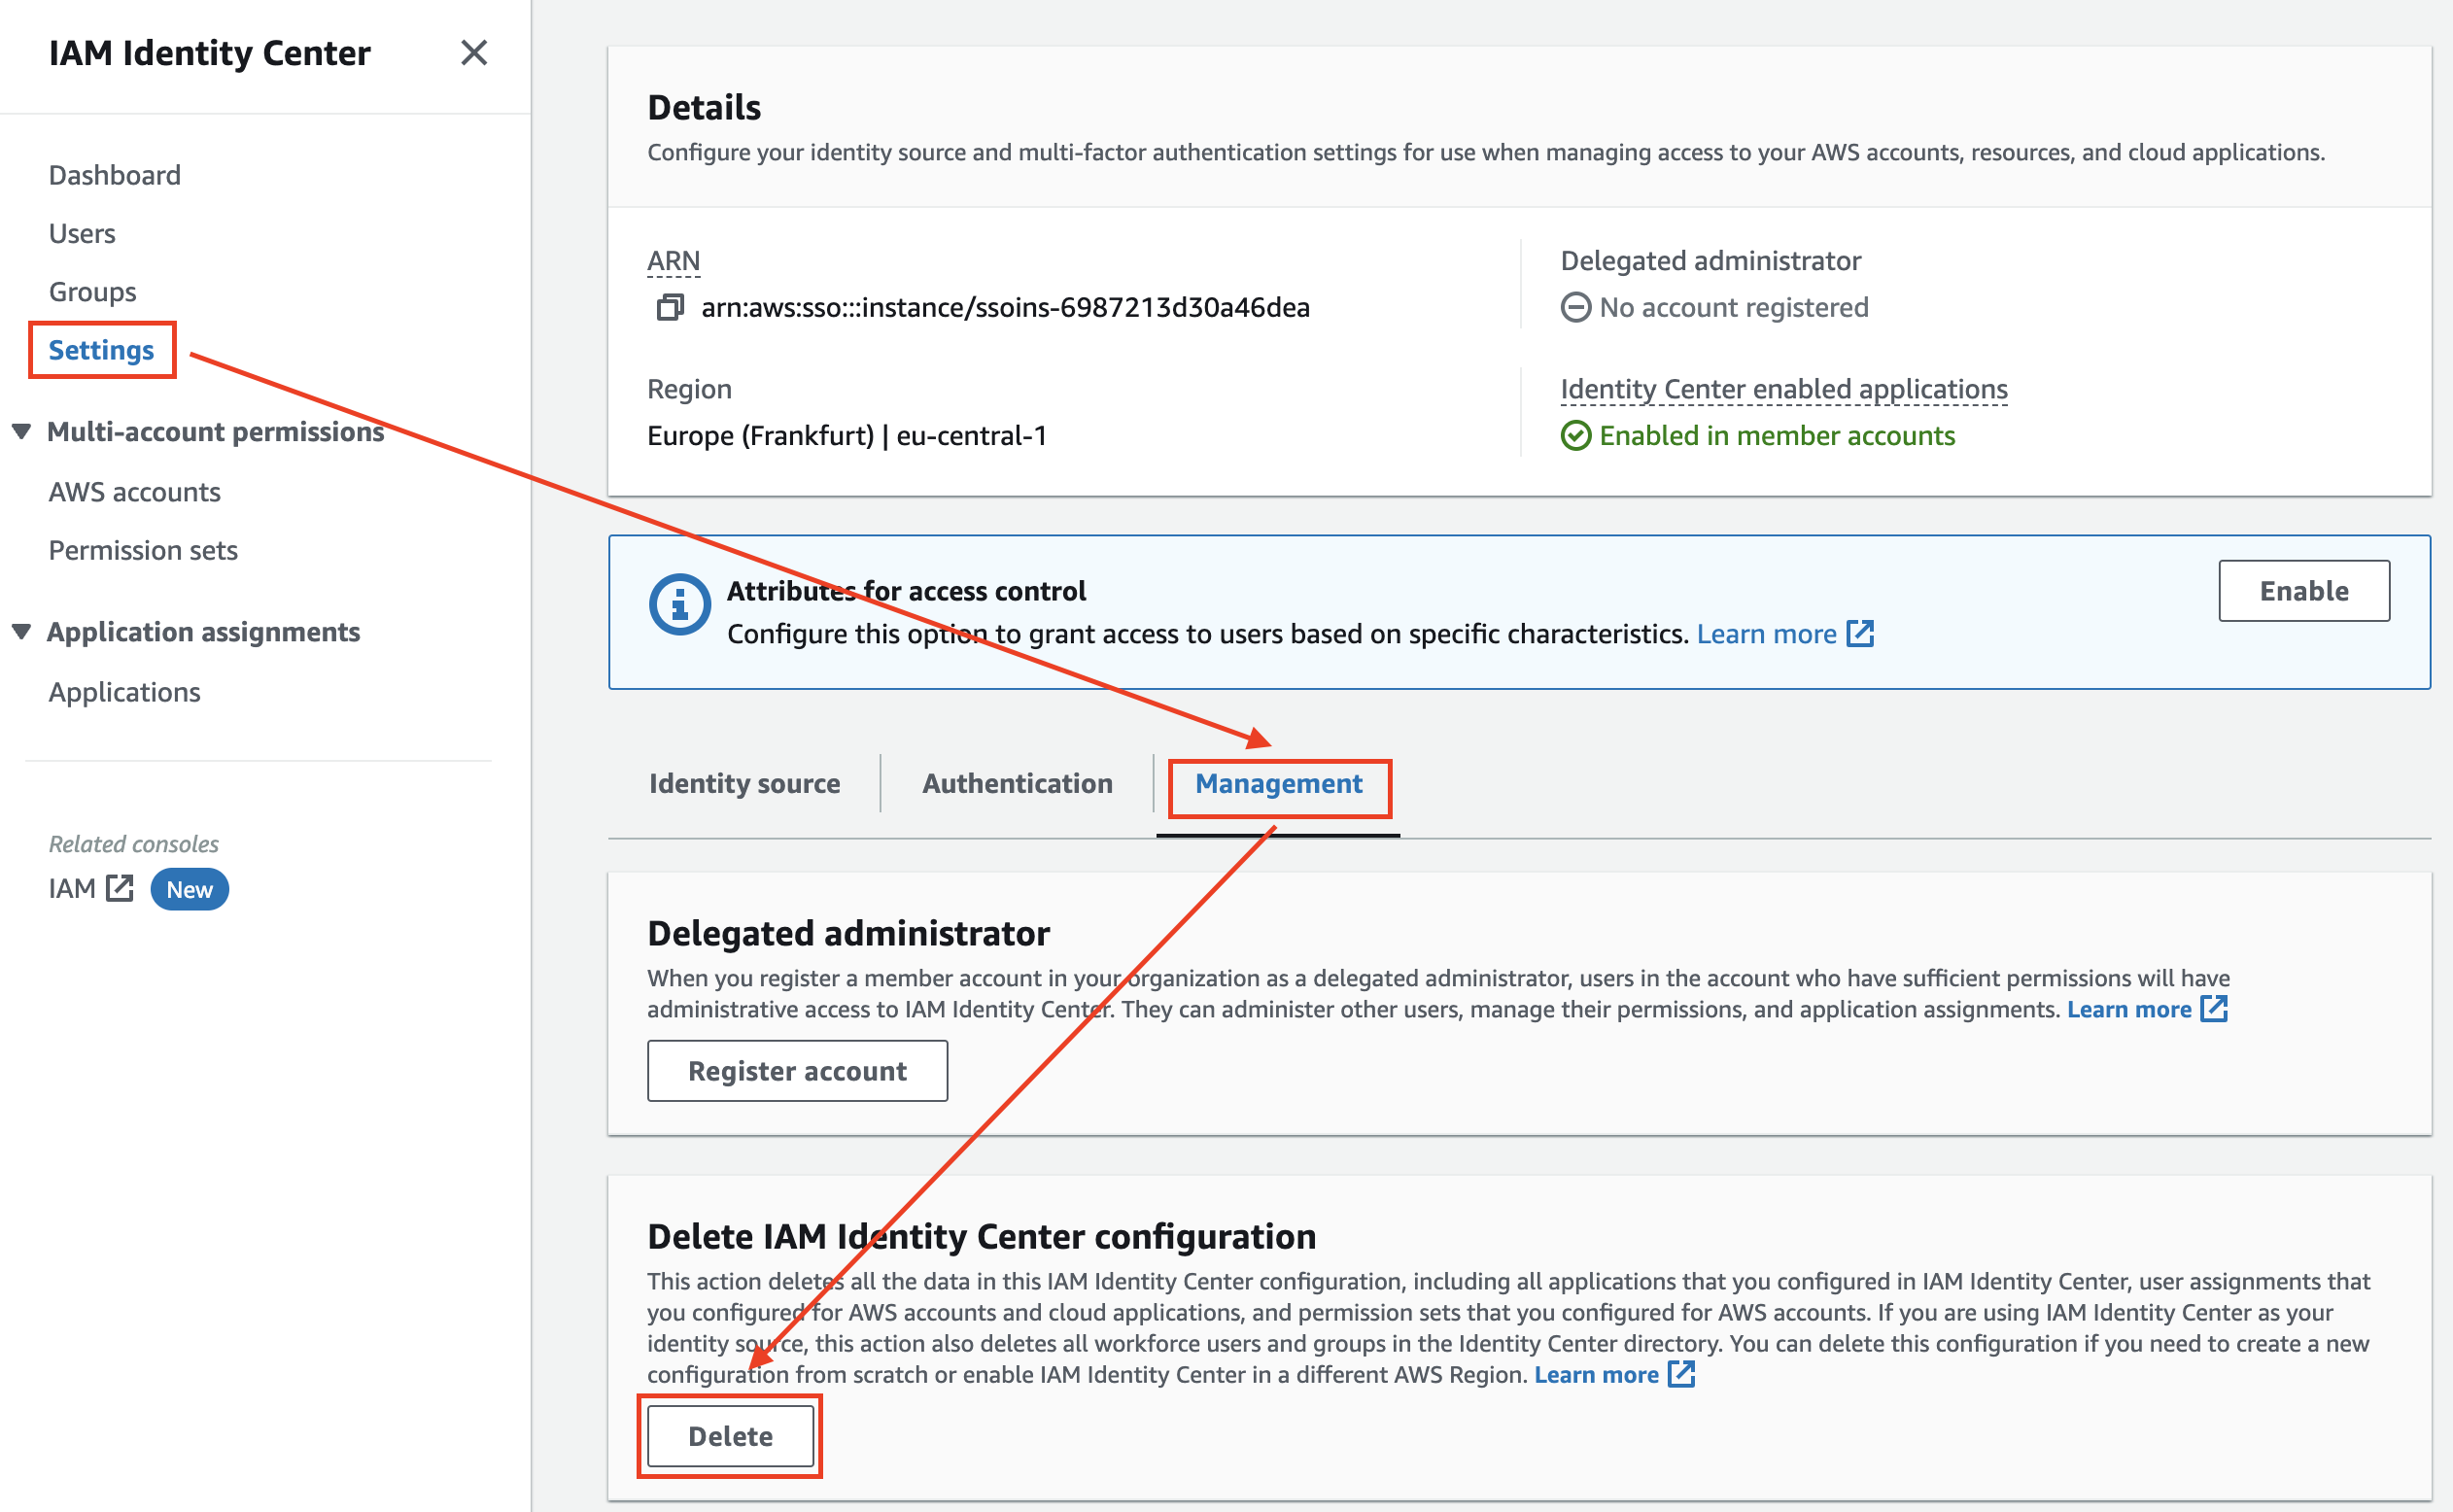 IAM Identity Center
Dashboard
Users
Groups
Settings
Multi-account permissions
AWS accounts
Permission sets
Application assignments
Applications
Related consoles
IAM New
Details
Configure your identity source and multi-factor authentication settings for use when managing access to your AWS accounts, resources, and cloud applications.
ARN
arn:aws:sso:::instance/ssoins-6987213d30a46dea
Delegated administrator
No account registered
Region
Europe (Frankfurt) | eu-central-1
Identity Center enabled applications
Enabled in member accounts
Attributes for access control
Configure this option to grant access to users based on specific characteristics. Learn more
Enable
Identity source
Authentication
Management
Delegated administrator
When you register a member account in your organization as a delegated administrator, users in the account who have sufficient permissions will have
administrative access to IAM Identity Center. They can administer other users, manage their permissions, and application assignments. Learn more
Register account
Delete IAM Identity Center configuration
This action deletes all the data in this IAM Identity Center configuration, including all applications that you configured in IAM Identity Center, user assignments that
you configured for AWS accounts and cloud applications, and permission sets that you configured for AWS accounts. If you are using IAM Identity Center as your
identity source, this action also deletes all workforce users and groups in the Identity Center directory. You can delete this configuration if you need to create a new
configuration from scratch or enable IAM Identity Center in a different AWS Region. Learn more
Delete